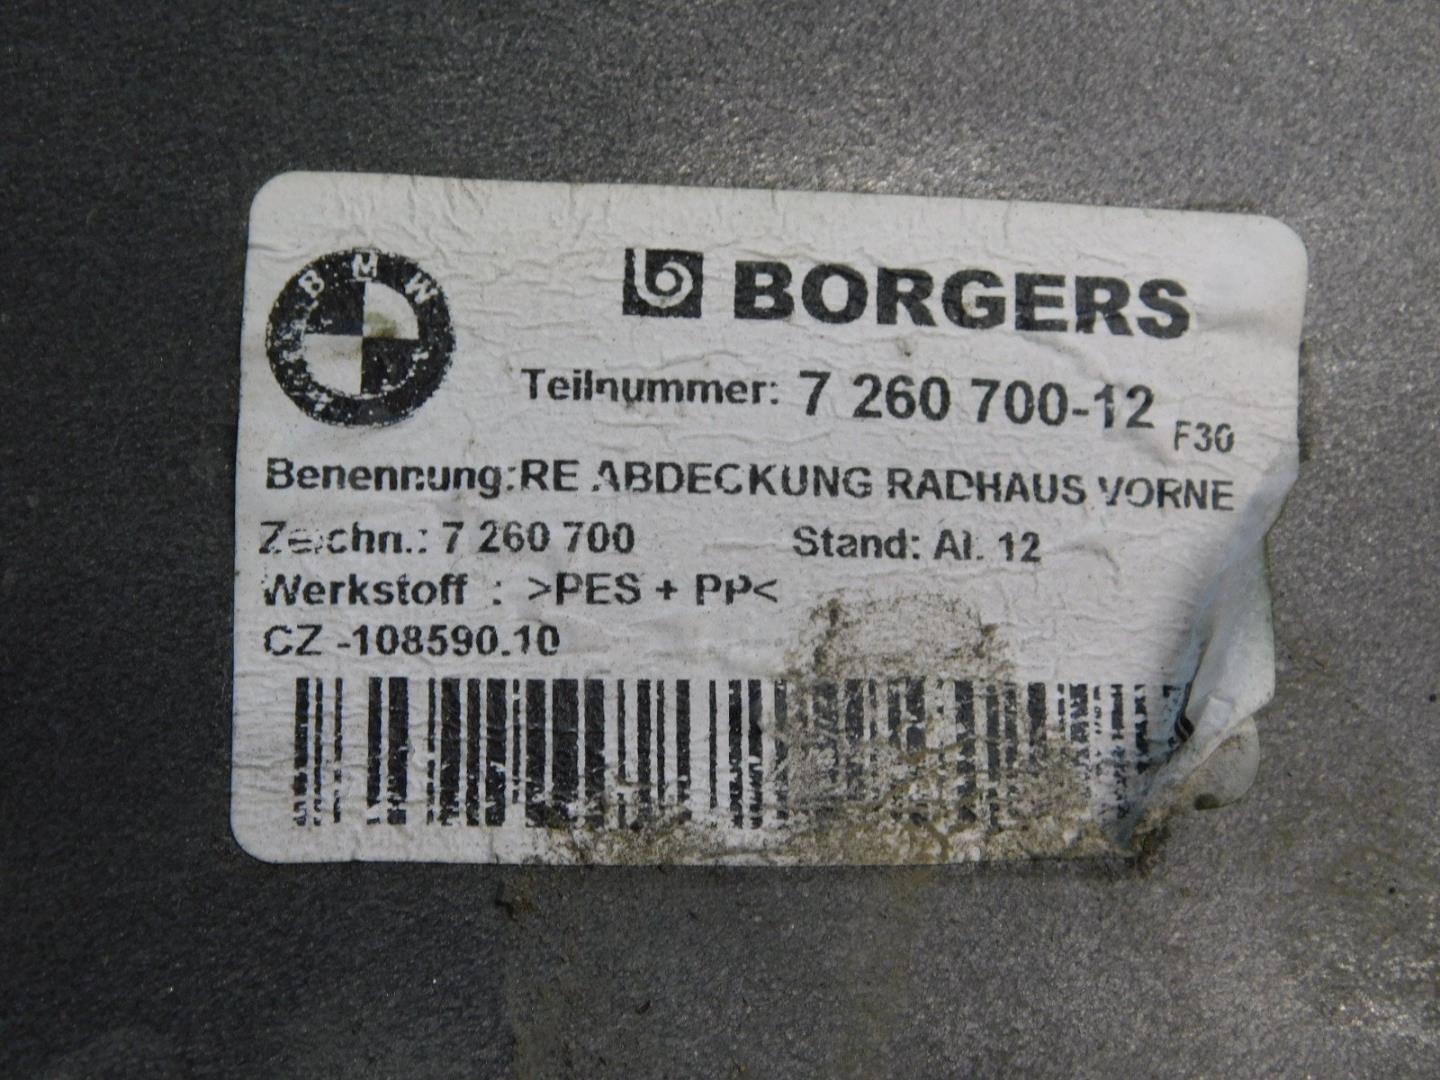 BMW
BORGERS
Teilnummer: 7 260 700-12 F30
Benennung:RE ABDECKUNG RADHAUS VORNE
Zeichn.: 7 260 700 Stand: AI. 12
Werkstoff : >PES + PP<
CZ -108590.10